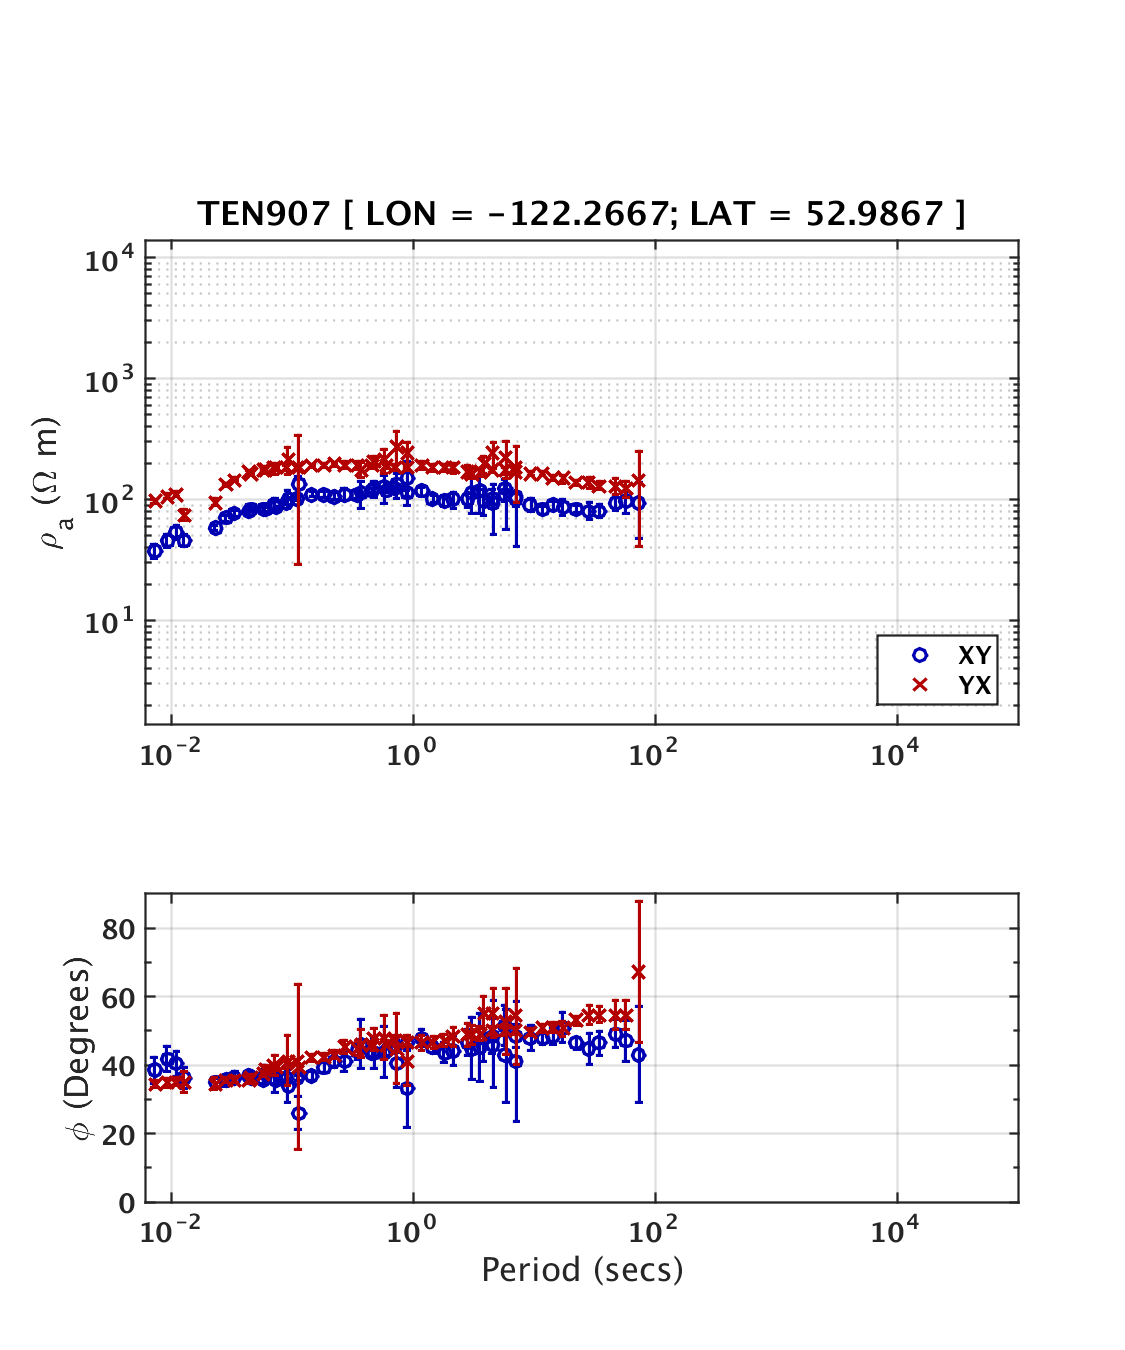 TEN907 [ LON = -122.2667; LAT = 52.9867 ]
10^4
10^3
10^2
10^1
ρ_a (Ω m)
XY
YX
10^-2 10^0 10^2 10^4
80
60
40
20
0
ϕ (Degrees)
10^-2 10^0 10^2 10^4
Period (secs)